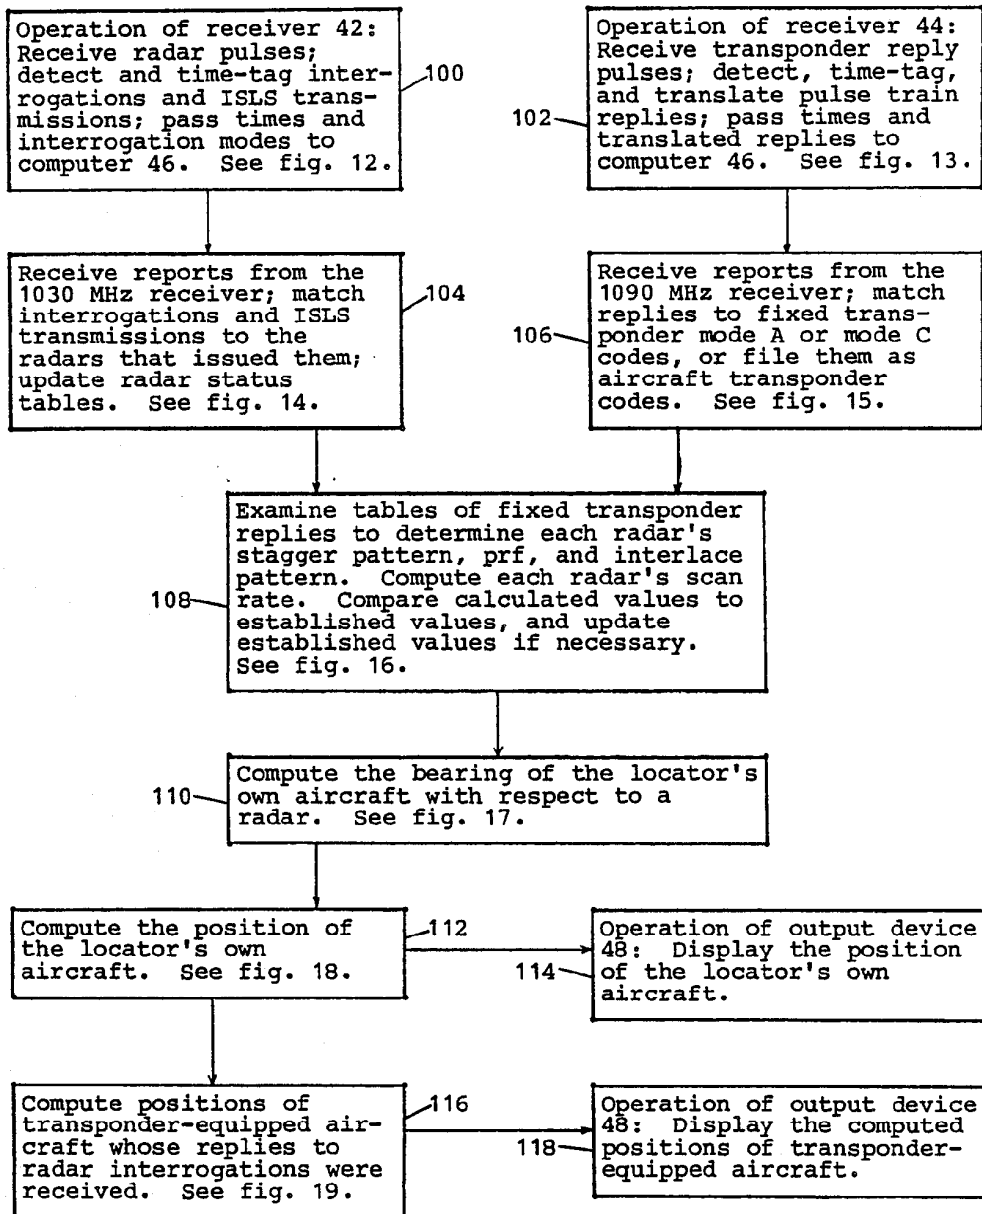 Operation of receiver 42:
Receive radar pulses;
detect and time-tag inter-
rogations and ISLS trans-
missions; pass times and
interrogation modes to
computer 46.  See fig. 12.
100
Operation of receiver 44:
Receive transponder reply
pulses; detect, time-tag,
and translate pulse train
replies; pass times and
translated replies to
computer 46.  See fig. 13.
102
Receive reports from the
1030 MHz receiver; match
interrogations and ISLS
transmissions to the
radars that issued them;
update radar status
tables.  See fig. 14.
104
Receive reports from the
1090 MHz receiver; match
replies to fixed trans-
ponder mode A or mode C
codes, or file them as
aircraft transponder
codes.  See fig. 15.
106
Examine tables of fixed transponder
replies to determine each radar's
stagger pattern, prf, and interlace
pattern.  Compute each radar's scan
rate.  Compare calculated values to
established values, and update
established values if necessary.
See fig. 16.
108
Compute the bearing of the locator's
own aircraft with respect to a
radar.  See fig. 17.
110
Compute the position of
the locator's own
aircraft.  See fig. 18.
112
Operation of output device
48:  Display the position
of the locator's own
aircraft.
114
Compute positions of
transponder-equipped air-
craft whose replies to
radar interrogations were
received.  See fig. 19.
116
Operation of output device
48:  Display the computed
positions of transponder-
equipped aircraft.
118